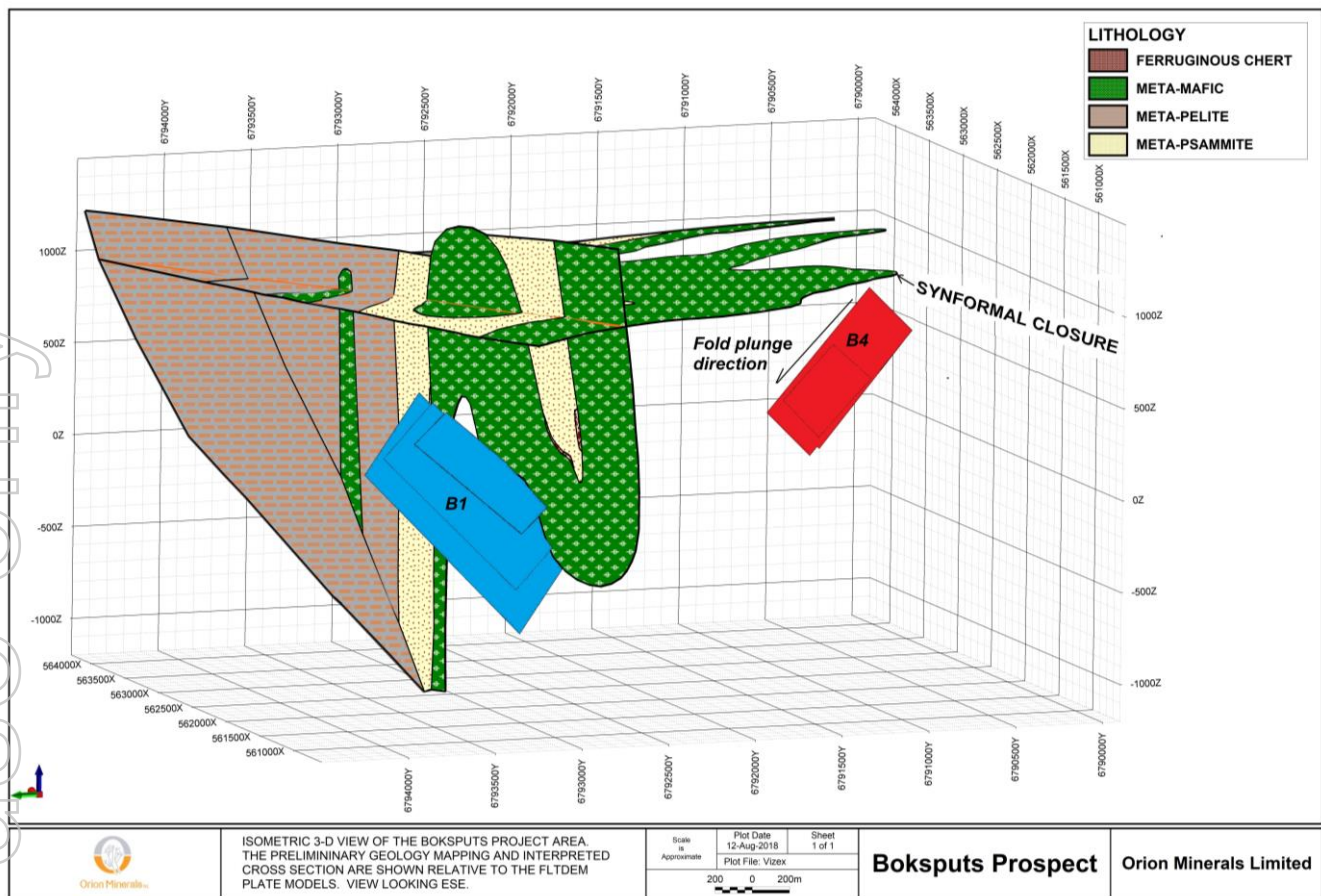 LITHOLOGY
FERRUGINOUS CHERT
META-MAFIC
META-PELITE
META-PSAMMITE
6794000Y
6793500Y
6793000Y
6792500Y
6792000Y
6791500Y
6791000Y
6790500Y
6790000Y
564000X
563500X
563000X
562500X
562000X
561500X
561000X
1000Z
500Z
0Z
-500Z
-1000Z
1000Z
500Z
0Z
-500Z
-1000Z
SYNFORMAL CLOSURE
Fold plunge
direction
B4
B1
564000X
563500X
563000X
562500X
562000X
561500X
561000X
6794000Y
6793500Y
6793000Y
6792500Y
6792000Y
6791500Y
6791000Y
6790500Y
6790000Y
Orion Minerals
ISOMETRIC 3-D VIEW OF THE BOKSPUTS PROJECT AREA.
THE PRELIMININARY GEOLOGY MAPPING AND INTERPRETED
CROSS SECTION ARE SHOWN RELATIVE TO THE FLTDEM
PLATE MODELS. VIEW LOOKING ESE.
Scale
is
Approximate
Plot Date
12-Aug-2018
Sheet
1 of 1
Plot File: Vizex
200 0 200m
Boksputs Prospect
Orion Minerals Limited